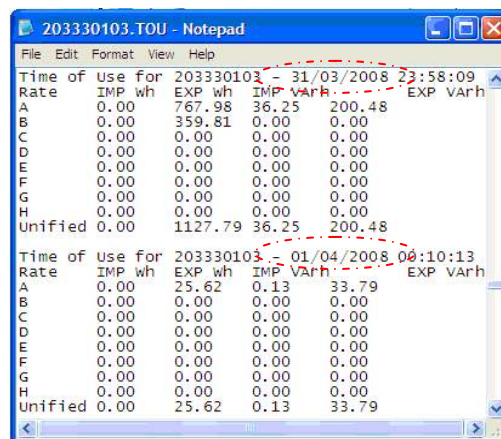 203330103.TOU - Notepad
File Edit Format View Help
Time of Use for 203330103 - 31/03/2008 23:58:09
Rate IMP Wh EXP Wh IMP VArh EXP VArh
A 0.00 767.98 36.25 200.48
B 0.00 359.81 0.00 0.00
C 0.00 0.00 0.00 0.00
D 0.00 0.00 0.00 0.00
E 0.00 0.00 0.00 0.00
F 0.00 0.00 0.00 0.00
G 0.00 0.00 0.00 0.00
H 0.00 0.00 0.00 0.00
Unified 0.00 1127.79 36.25 200.48
Time of Use for 203330103 - 01/04/2008 00:10:13
Rate IMP Wh EXP Wh IMP VArh EXP VArh
A 0.00 25.62 0.13 33.79
B 0.00 0.00 0.00 0.00
C 0.00 0.00 0.00 0.00
D 0.00 0.00 0.00 0.00
E 0.00 0.00 0.00 0.00
F 0.00 0.00 0.00 0.00
G 0.00 0.00 0.00 0.00
H 0.00 0.00 0.00 0.00
Unified 0.00 25.62 0.13 33.79